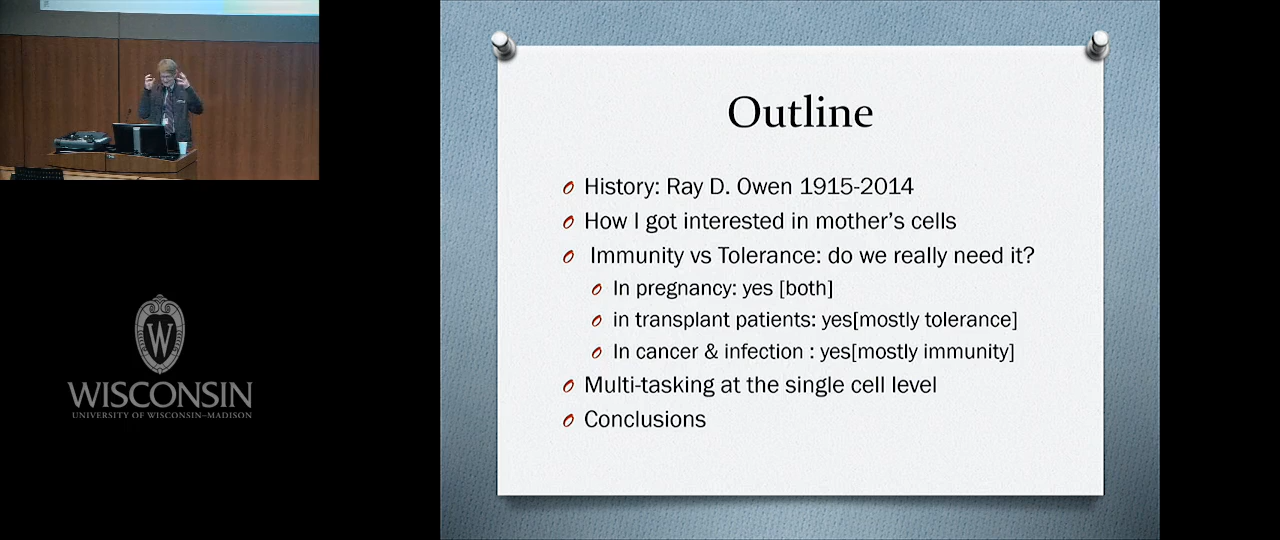 Outline
History: Ray D. Owen 1915-2014
How I got interested in mother's cells
Immunity vs Tolerance: do we really need it?
In pregnancy: yes [both]
in transplant patients: yes[mostly tolerance]
In cancer & infection : yes[mostly immunity]
Multi-tasking at the single cell level
Conclusions
W
WISCONSIN
UNIVERSITY OF WISCONSIN–MADISON